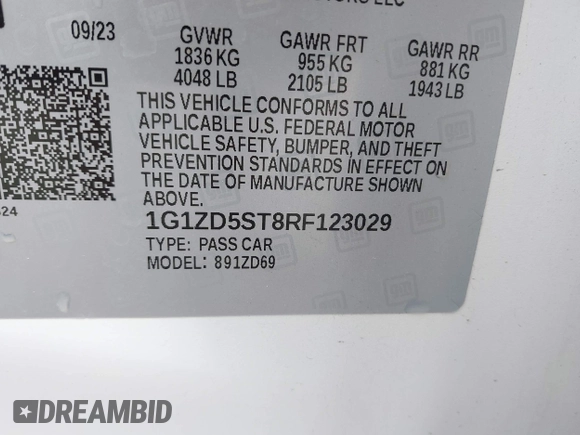 09/23 GVWR GAWR FRT GAWR RR
1836 KG 955 KG 881 KG
4048 LB 2105 LB 1943 LB
THIS VEHICLE CONFORMS TO ALL
APPLICABLE U.S. FEDERAL MOTOR
VEHICLE SAFETY, BUMPER, AND THEFT
PREVENTION STANDARDS IN EFFECT ON
THE DATE OF MANUFACTURE SHOWN
ABOVE.
1G1ZD5ST8RF123029
TYPE: PASS CAR
MODEL: 891ZD69
DREAMBID